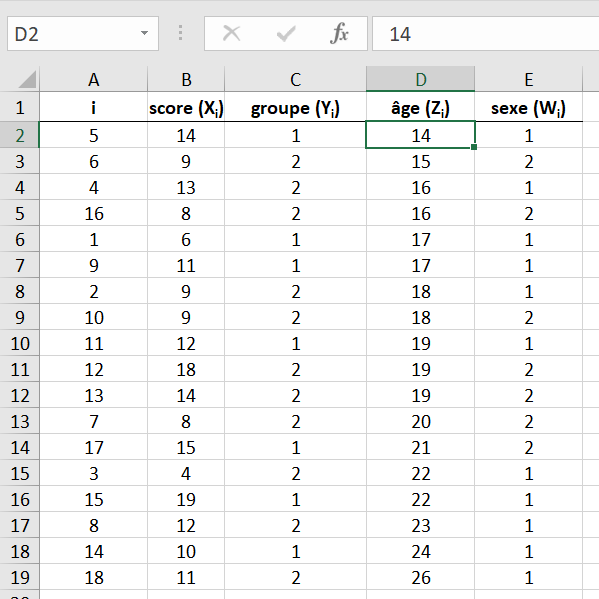 D2 fx 14
A B C D E
1 i score (Xi) groupe (Yi) âge (Zi) sexe (Wi)
2 5 14 1 14 1
3 6 9 2 15 2
4 4 13 2 16 1
5 16 8 2 16 2
6 1 6 1 17 1
7 9 11 1 17 1
8 2 9 2 18 1
9 10 9 2 18 2
10 11 12 1 19 1
11 12 18 2 19 2
12 13 14 2 19 2
13 7 8 2 20 2
14 17 15 1 21 2
15 3 4 2 22 1
16 15 19 1 22 1
17 8 12 2 23 1
18 14 10 1 24 1
19 18 11 2 26 1